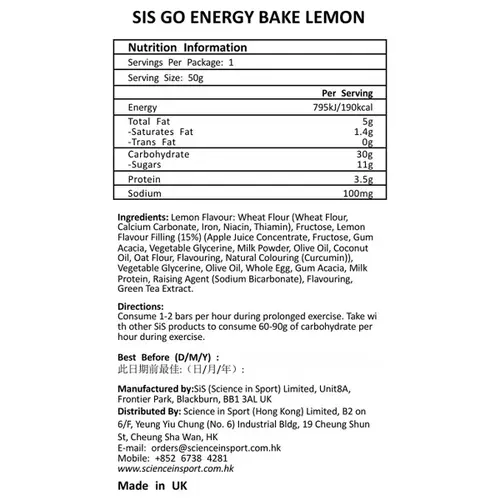 SIS GO ENERGY BAKE LEMON
Nutrition Information
Servings Per Package: 1
Serving Size: 50g
Per Serving
Energy 795kJ/190kcal
Total Fat 5g
-Saturates Fat 1.4g
-Trans Fat 0g
Carbohydrate 30g
-Sugars 11g
Protein 3.5g
Sodium 100mg
Ingredients: Lemon Flavour: Wheat Flour (Wheat Flour,
Calcium Carbonate, Iron, Niacin, Thiamin), Fructose, Lemon
Flavour Filling (15%) (Apple Juice Concentrate, Fructose, Gum
Acacia, Vegetable Glycerine, Milk Powder, Olive Oil, Coconut
Oil, Oat Flour, Flavouring, Natural Colouring (Curcumin)),
Vegetable Glycerine, Olive Oil, Whole Egg, Gum Acacia, Milk
Protein, Raising Agent (Sodium Bicarbonate), Flavouring,
Green Tea Extract.
Directions:
Consume 1-2 bars per hour during prolonged exercise. Take wi
th other SiS products to consume 60-90g of carbohydrate per
hour during exercise.
Best Before (D/M/Y) :
此日期前最佳:（日/月/年）:
Manufactured by:SiS (Science in Sport) Limited, Unit8A,
Frontier Park, Blackburn, BB1 3AL UK
Distributed By: Science in Sport (Hong Kong) Limited, B2 on
6/F, Yeung Yiu Chung (No. 6) Industrial Bldg, 19 Cheung Shun
St, Cheung Sha Wan, HK
E-mail: orders@scienceinsport.com.hk
Mobile: +852 6738 4281
www.scienceinsport.com.hk
Made in UK